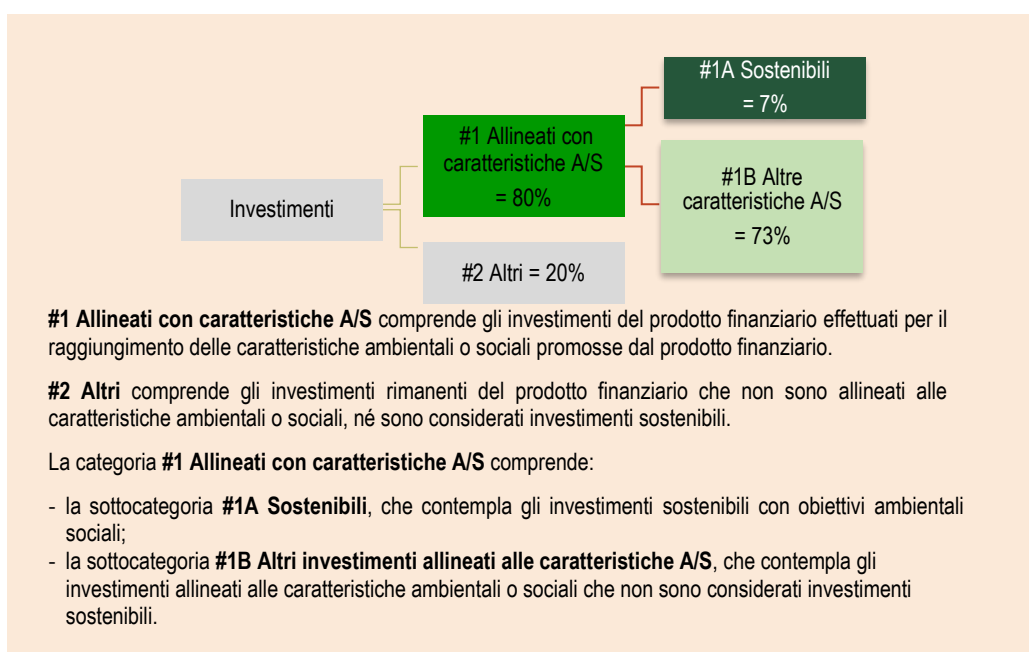 #1A Sostenibili
= 7%
#1 Allineati con
caratteristiche A/S
= 80%
#1B Altre
caratteristiche A/S
= 73%
Investimenti
#2 Altri = 20%
#1 Allineati con caratteristiche A/S comprende gli investimenti del prodotto finanziario effettuati per il
raggiungimento delle caratteristiche ambientali o sociali promosse dal prodotto finanziario.
#2 Altri comprende gli investimenti rimanenti del prodotto finanziario che non sono allineati alle
caratteristiche ambientali o sociali, né sono considerati investimenti sostenibili.
La categoria #1 Allineati con caratteristiche A/S comprende:
- la sottocategoria #1A Sostenibili, che contempla gli investimenti sostenibili con obiettivi ambientali
sociali;
- la sottocategoria #1B Altri investimenti allineati alle caratteristiche A/S, che contempla gli
investimenti allineati alle caratteristiche ambientali o sociali che non sono considerati investimenti
sostenibili.